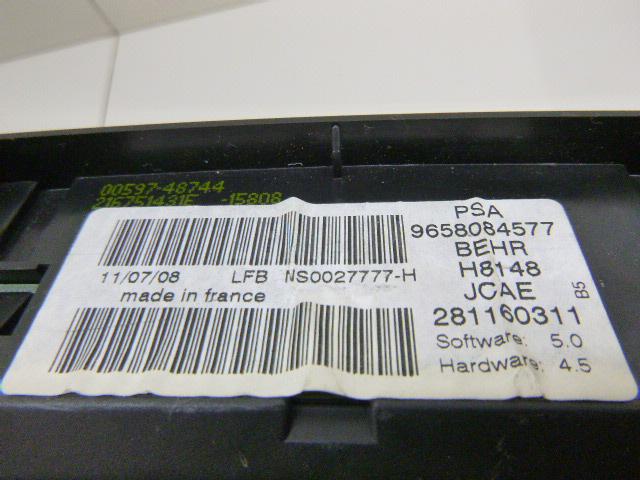 00597-48744
216751431F -15808
PSA
9658084577
BEHR
H8148
JCAE
B5
281160311
Software: 5.0
Hardware: 4.5
11/07/08 LFB NS0027777-H
made in france